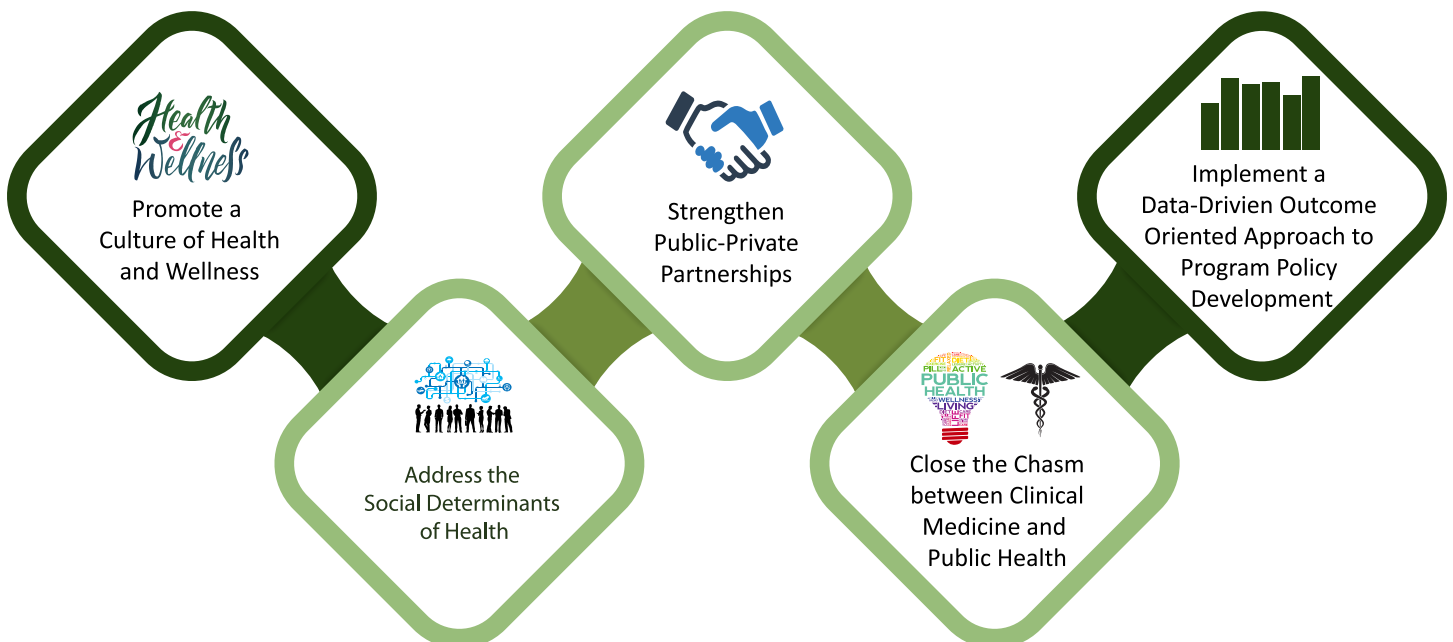 Health
&
Wellness
Promote a
Culture of Health
and Wellness
Address the
Social Determinants
of Health
Strengthen
Public-Private
Partnerships
PILL
ACTIVE
PUBLIC
HEALTH
WELLNESS
LIVING
Close the Chasm
between Clinical
Medicine and
Public Health
Implement a
Data-Drivien Outcome
Oriented Approach to
Program Policy
Development